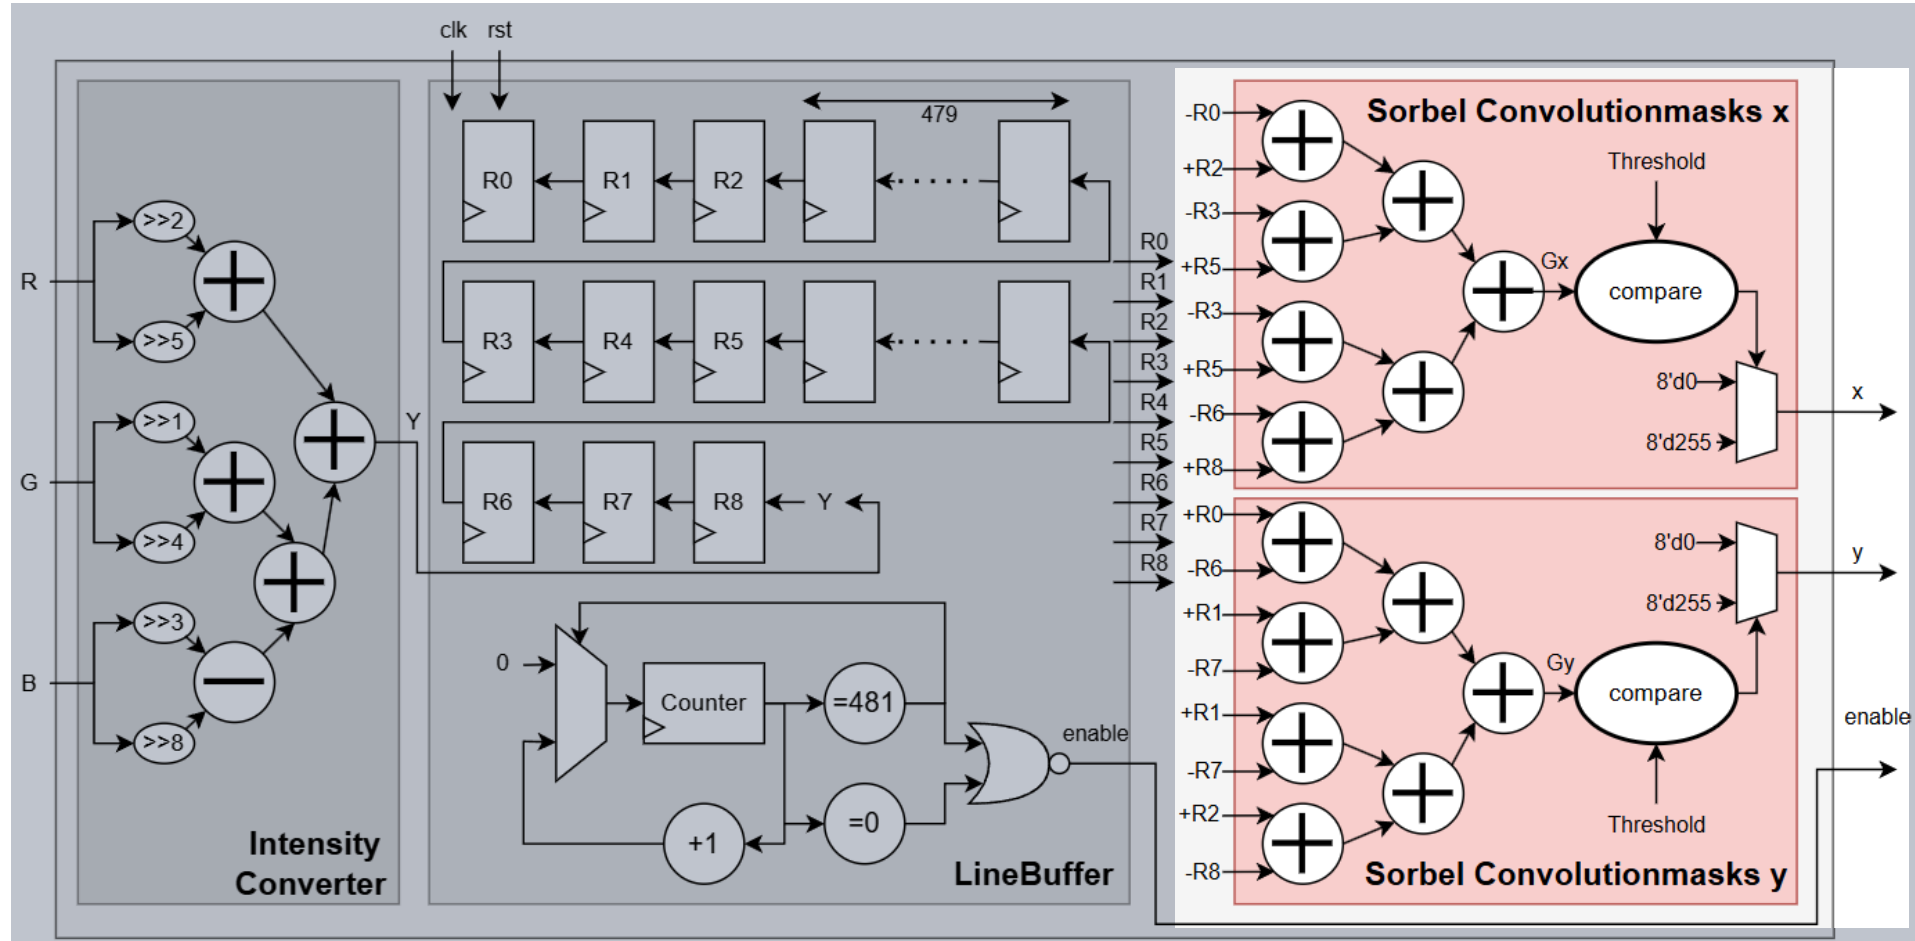 clk
rst
R
G
B
>>2
>>5
>>1
>>4
>>3
>>8
Y
Intensity
Converter
479
R0
R1
R2
R3
R4
R5
R6
R7
R8
Y
0
Counter
=481
=0
+1
enable
LineBuffer
R0
R1
R2
R3
R4
R5
R6
R7
R8
Sorbel Convolutionmasks x
-R0
+R2
-R3
+R5
-R3
+R5
-R6
+R8
Gx
Threshold
compare
8'd0
8'd255
x
+R0
-R6
+R1
-R7
+R1
-R7
+R2
-R8
Gy
8'd0
8'd255
y
compare
Threshold
enable
Sorbel Convolutionmasks y